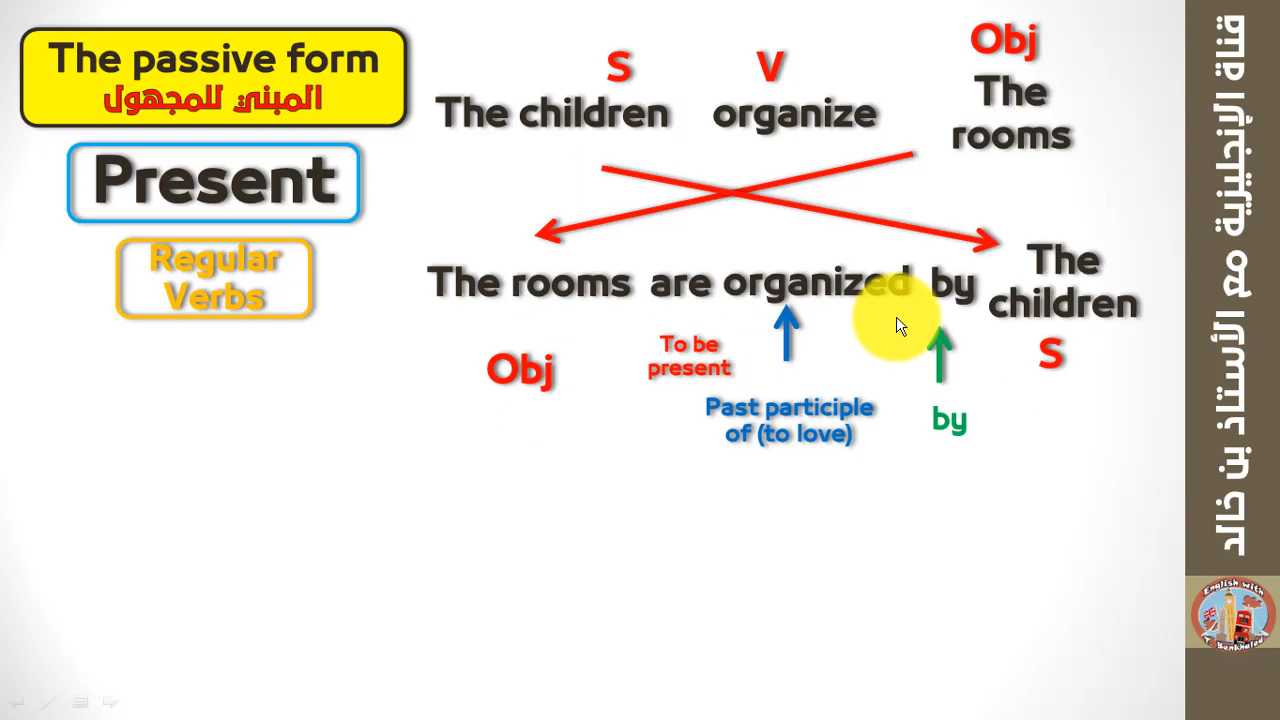 The passive form
المبني للمجهول
Present
Regular
Verbs
S
V
Obj
The children
organize
The
rooms
The rooms
are organized
by
The
children
Obj
To be
present
S
Past participle
of (to love)
by
قناة الإنجليزية مع الأستاذ بن خالد
English with
T. Benkhaled